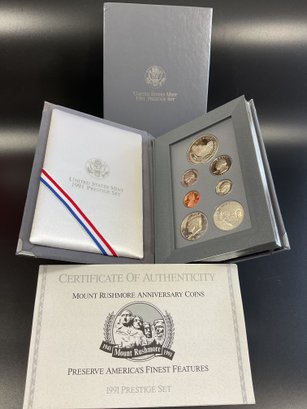 UNITED STATES MINT
1991 PRESTIGE SET
UNITED STATES MINT
1991 PRESTIGE SET
CERTIFICATE OF AUTHENTICITY
MOUNT RUSHMORE ANNIVERSARY COINS
1941 1991
Mount Rushmore
PRESERVE AMERICA'S FINEST FEATURES
1991 PRESTIGE SET